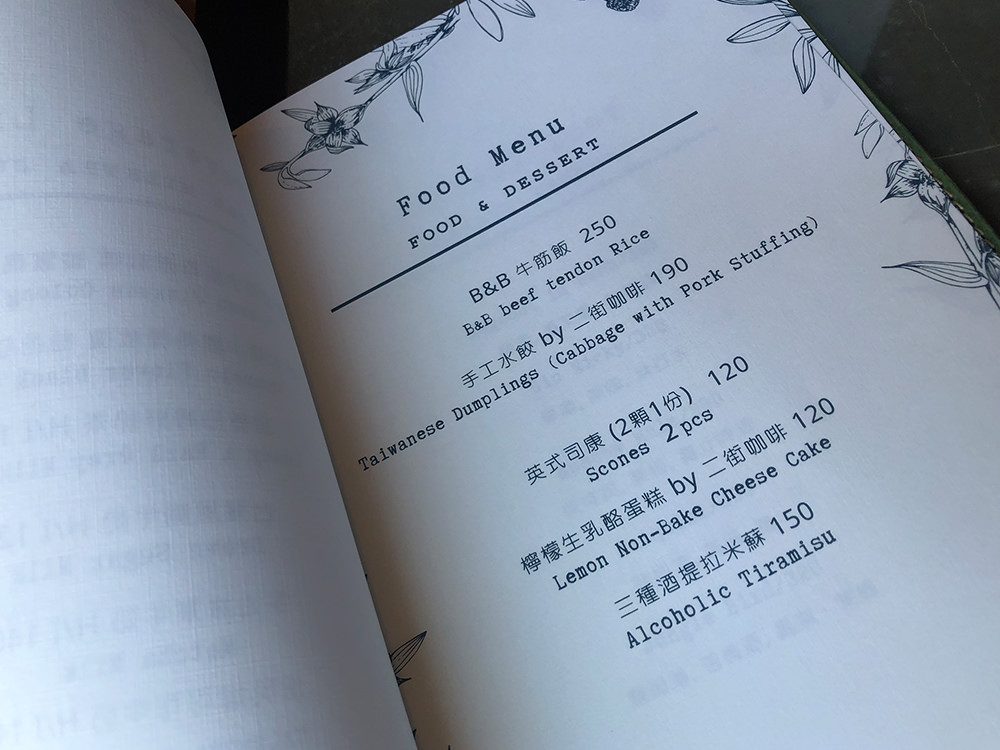 Food Menu
FOOD & DESSERT
B&B 牛筋飯 250
B&B beef tendon Rice
手工水餃 by 二街咖啡 190
Taiwanese Dumplings (Cabbage with Pork Stuffing)
英式司康 (2顆1份) 120
Scones 2pcs
檸檬生乳酪蛋糕 by 二街咖啡 120
Lemon Non-Bake Cheese Cake
三種酒提拉米蘇 150
Alcoholic Tiramisu